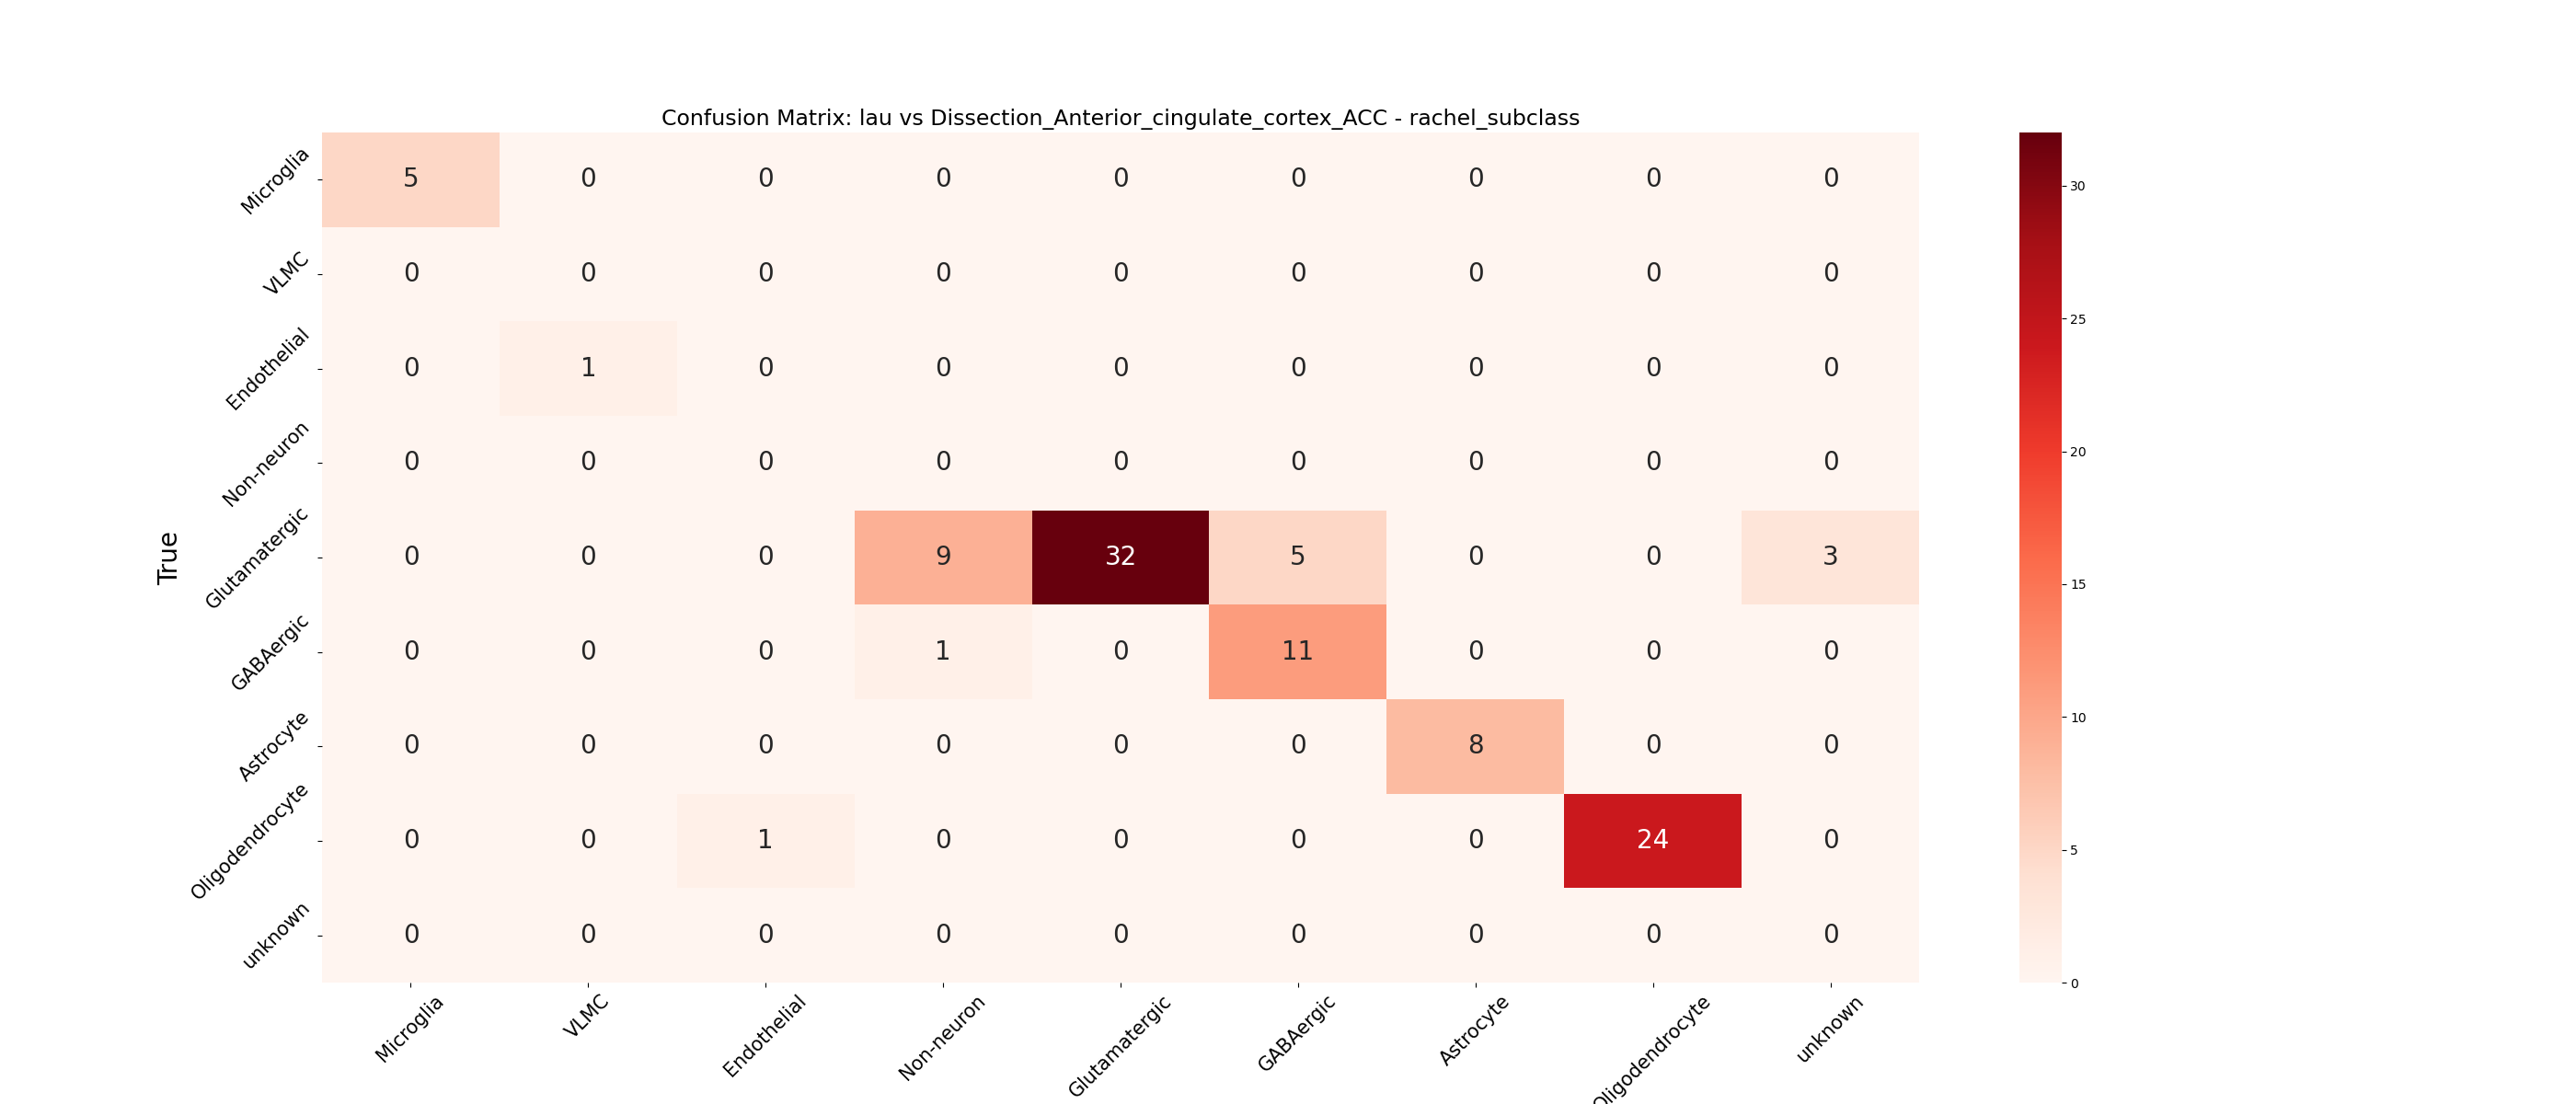 Confusion Matrix: lau vs Dissection_Anterior_cingulate_cortex_ACC - rachel_subclass
Microglia 5 0 0 0 0 0 0 0 0
VLMC 0 0 0 0 0 0 0 0 0
Endothelial 0 1 0 0 0 0 0 0 0
Non-neuron 0 0 0 0 0 0 0 0 0
Glutamatergic 0 0 0 9 32 5 0 0 3
GABAergic 0 0 0 1 0 11 0 0 0
Astrocyte 0 0 0 0 0 0 8 0 0
Oligodendrocyte 0 0 1 0 0 0 0 24 0
unknown 0 0 0 0 0 0 0 0 0
True
Microglia VLMC Endothelial Non-neuron Glutamatergic GABAergic Astrocyte Oligodendrocyte unknown
30
25
20
15
10
5
0